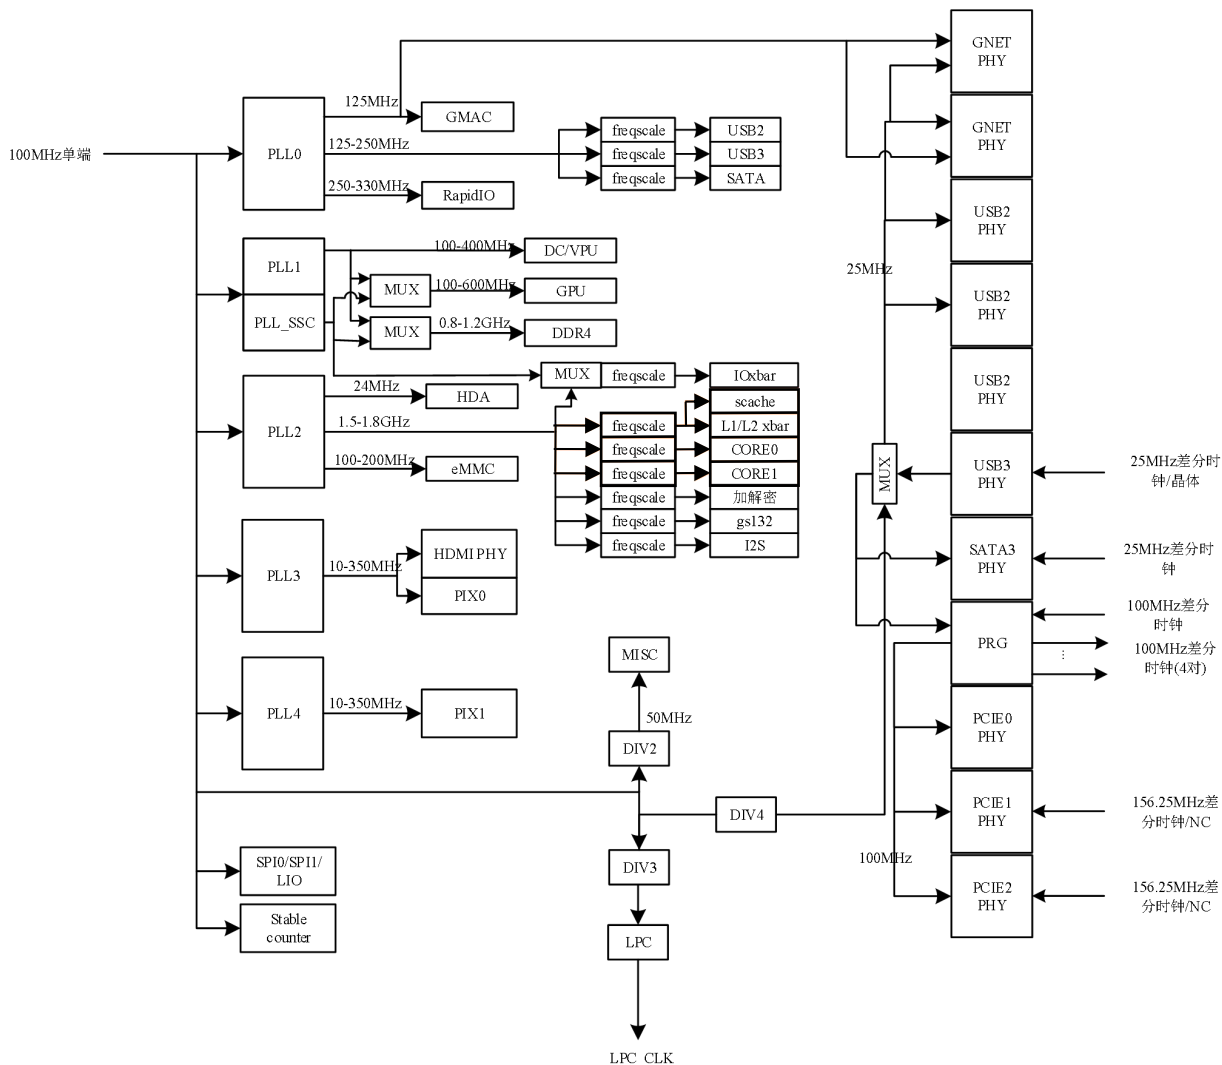 100MHz单端
PLL0
125MHz
GMAC
125-250MHz
freqscale
USB2
freqscale
USB3
freqscale
SATA
250-330MHz
RapidIO
PLL1
PLL_SSC
100-400MHz
DC/VPU
MUX
100-600MHz
GPU
MUX
0.8-1.2GHz
DDR4
PLL2
24MHz
HDA
1.5-1.8GHz
100-200MHz
eMMC
MUX
freqscale
IOxbar
scache
freqscale
L1/L2 xbar
freqscale
CORE0
freqscale
CORE1
freqscale
加解密
freqscale
gs132
freqscale
I2S
PLL3
10-350MHz
HDMI PHY
PIX0
PLL4
10-350MHz
PIX1
MISC
50MHz
DIV2
DIV4
DIV3
LPC
LPC CLK
SPI0/SPI1/
LIO
Stable
counter
25MHz
MUX
100MHz
GNET
PHY
GNET
PHY
USB2
PHY
USB2
PHY
USB2
PHY
USB3
PHY
25MHz差分时
钟/晶体
SATA3
PHY
25MHz差分时
钟
PRG
100MHz差分
时钟
100MHz差分
时钟(4对)
...
PCIE0
PHY
PCIE1
PHY
156.25MHz差
分时钟/NC
PCIE2
PHY
156.25MHz差
分时钟/NC